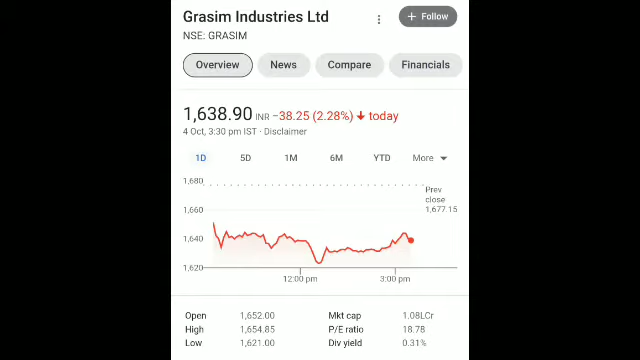 Grasim Industries Ltd
+ Follow
NSE: GRASIM
Overview News Compare Financials
1,638.90 INR −38.25 (2.28%) ↓ today
4 Oct, 3:30 pm IST · Disclaimer
1D 5D 1M 6M YTD More
1,680
Prev
close
1,677.15
1,660
1,640
1,620
12:00 pm 3:00 pm
Open 1,652.00 Mkt cap 1.08LCr
High 1,654.85 P/E ratio 18.78
Low 1,621.00 Div yield 0.31%